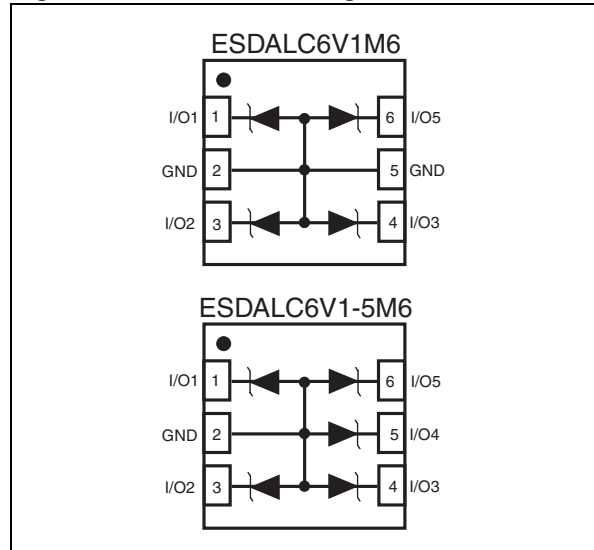 ESDALC6V1M6
I/O1 1 6 I/O5
GND 2 5 GND
I/O2 3 4 I/O3
ESDALC6V1-5M6
I/O1 1 6 I/O5
GND 2 5 I/O4
I/O2 3 4 I/O3